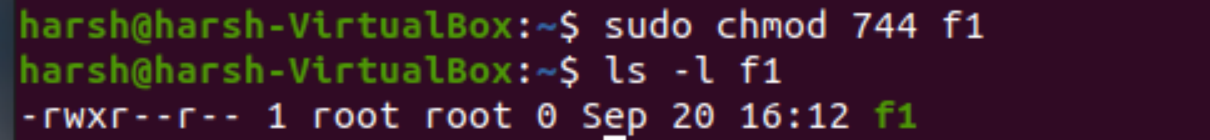 harsh@harsh-VirtualBox:~$ sudo chmod 744 f1
harsh@harsh-VirtualBox:~$ ls -l f1
-rwxr--r-- 1 root root 0 Sep 20 16:12 f1